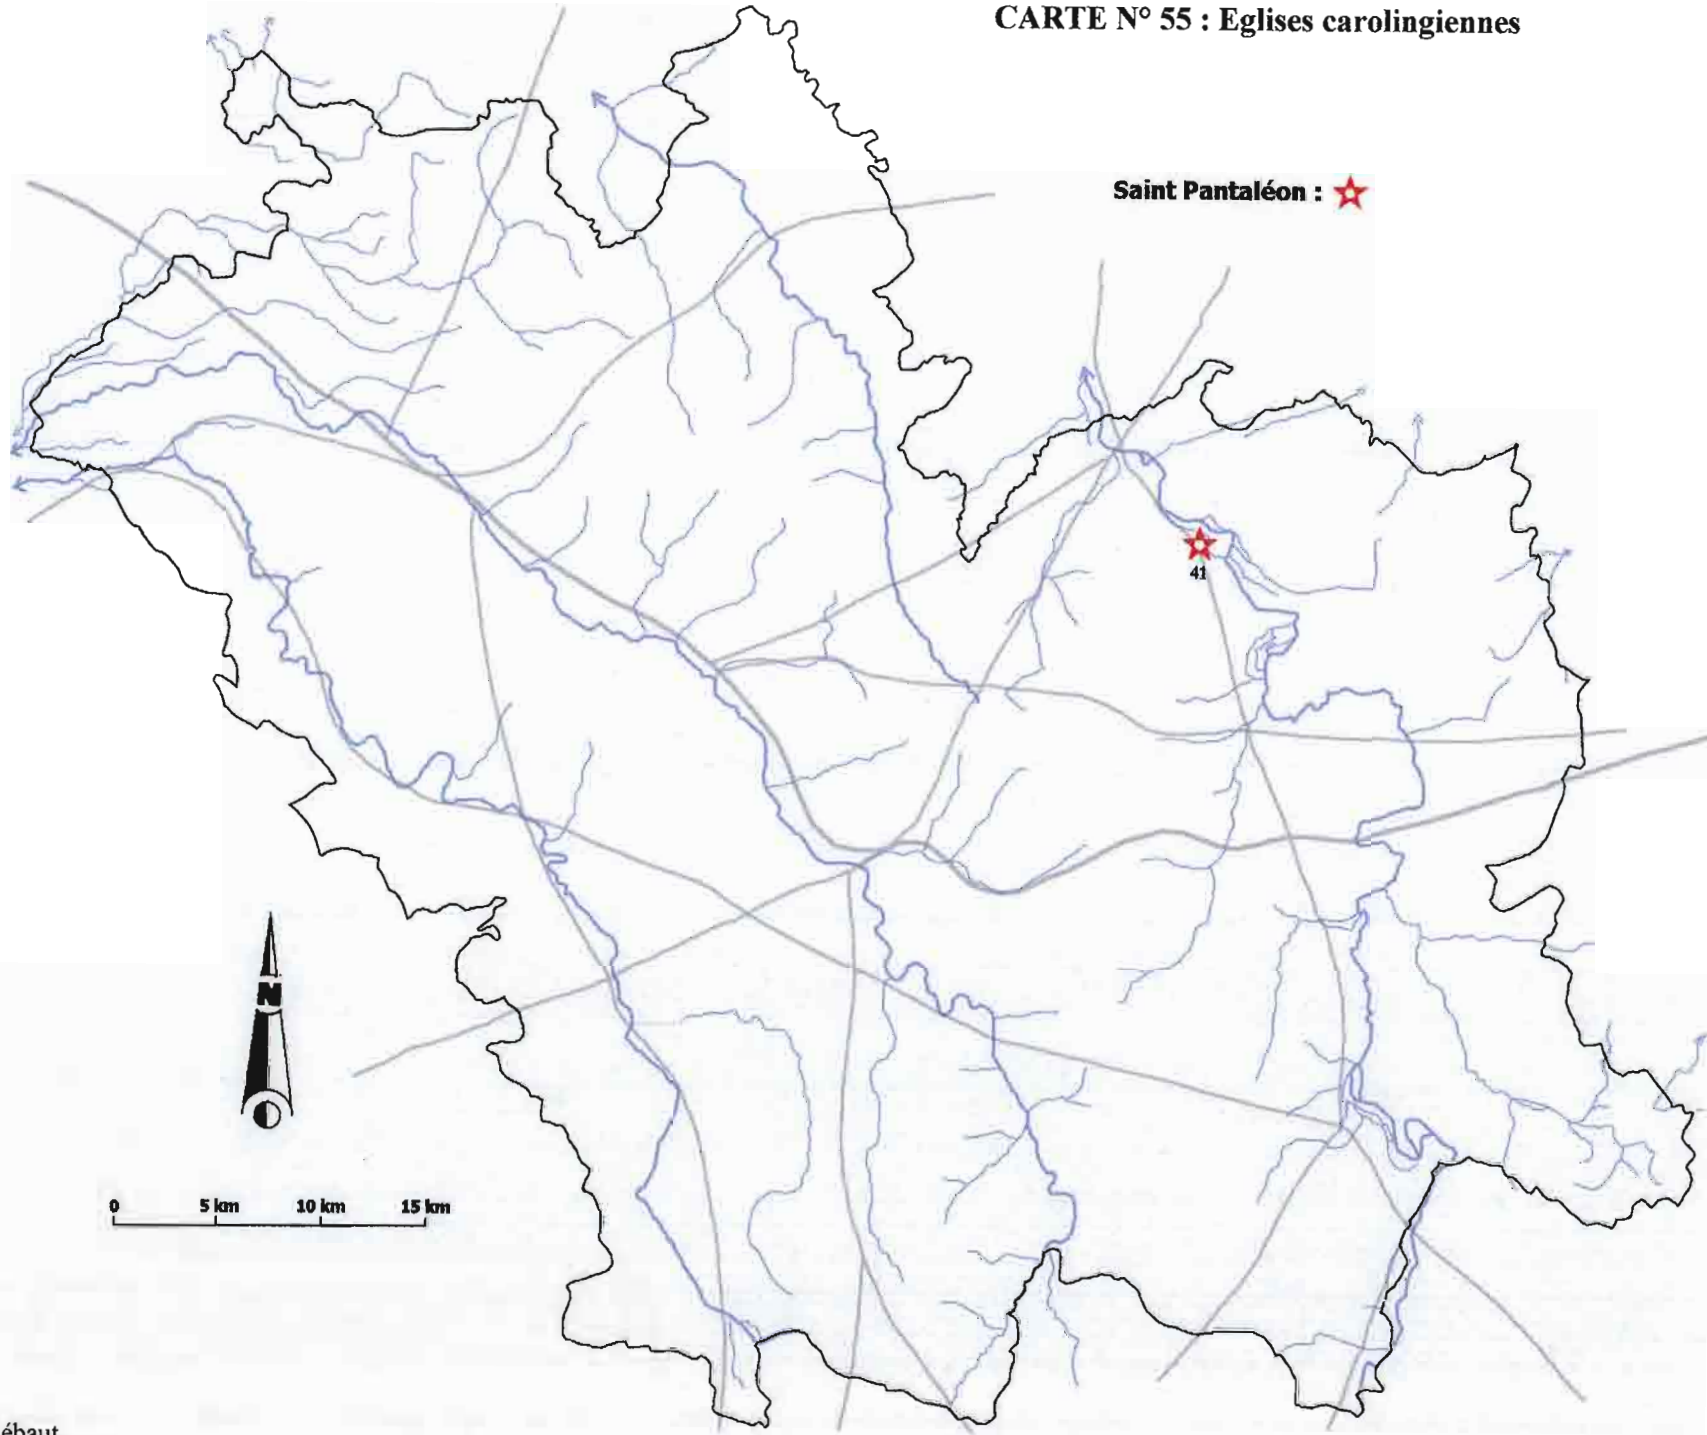 CARTE N° 55 : Eglises carolingiennes
Saint Pantaléon :
41
N
0 5 km 10 km 15 km
ébaut